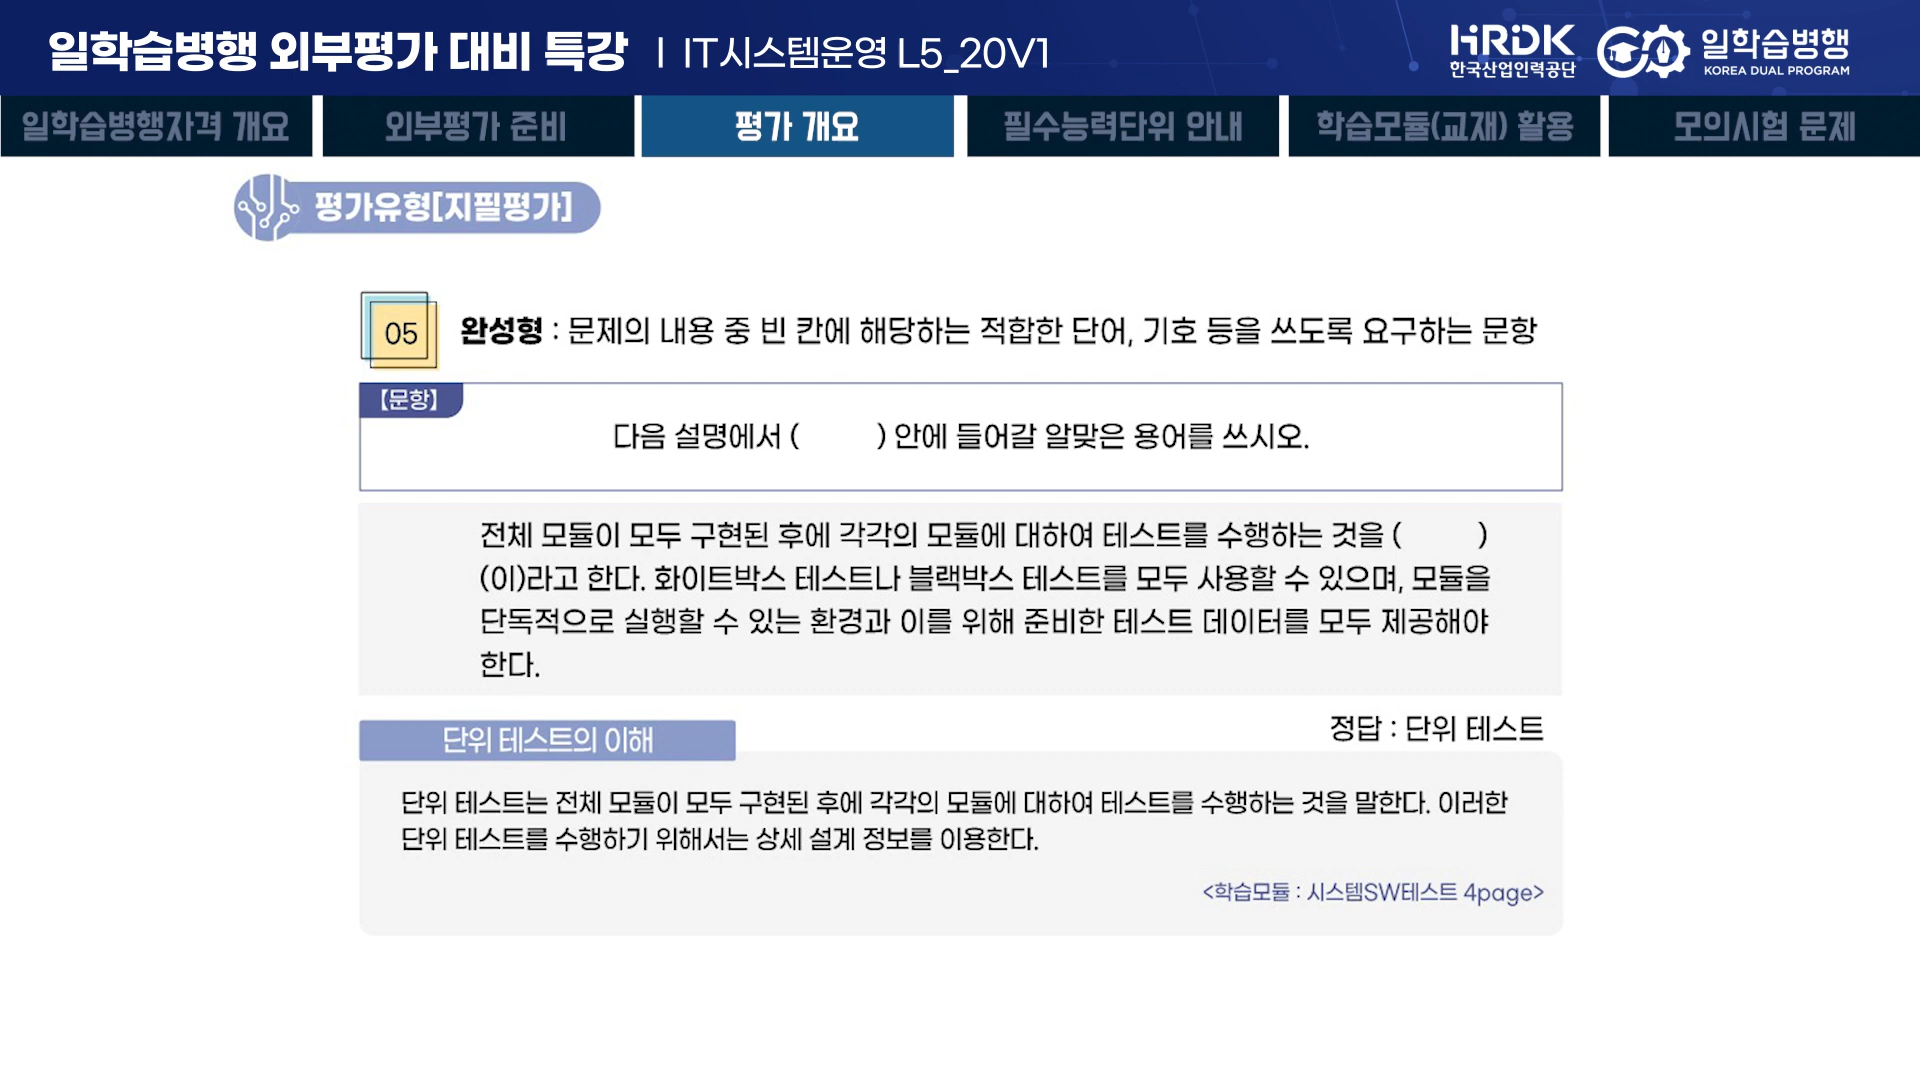 일학습병행 외부평가 대비 특강 | IT시스템운영 L5_20V1
HRDK 한국산업인력공단
일학습병행 KOREA DUAL PROGRAM
일학습병행자격 개요
외부평가 준비
평가 개요
필수능력단위 안내
학습모듈(교재) 활용
모의시험 문제
평가유형[지필평가]
05 완성형 : 문제의 내용 중 빈 칸에 해당하는 적합한 단어, 기호 등을 쓰도록 요구하는 문항
【문항】
다음 설명에서 ( ) 안에 들어갈 알맞은 용어를 쓰시오.
전체 모듈이 모두 구현된 후에 각각의 모듈에 대하여 테스트를 수행하는 것을 ( )
(이)라고 한다. 화이트박스 테스트나 블랙박스 테스트를 모두 사용할 수 있으며, 모듈을
단독적으로 실행할 수 있는 환경과 이를 위해 준비한 테스트 데이터를 모두 제공해야
한다.
정답 : 단위 테스트
단위 테스트의 이해
단위 테스트는 전체 모듈이 모두 구현된 후에 각각의 모듈에 대하여 테스트를 수행하는 것을 말한다. 이러한
단위 테스트를 수행하기 위해서는 상세 설계 정보를 이용한다.
<학습모듈 : 시스템SW테스트 4page>